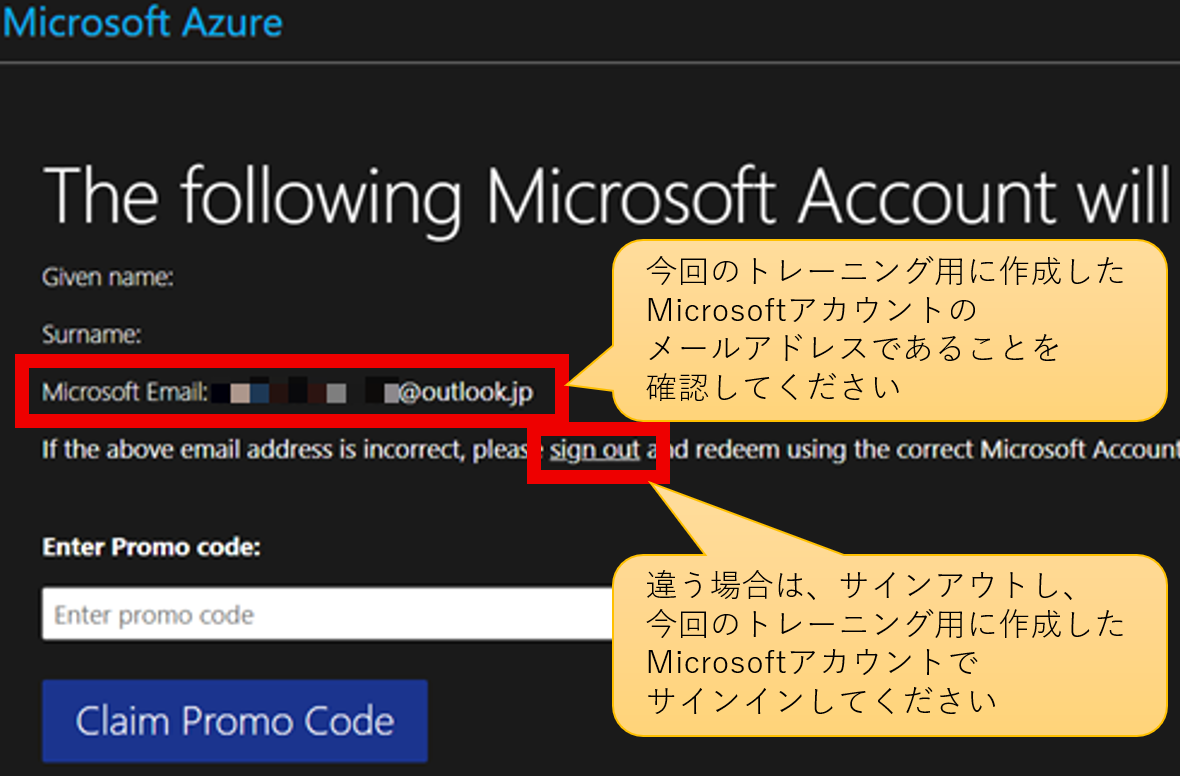 Microsoft Azure
The following Microsoft Account will
Given name:
Surname:
Microsoft Email: @outlook.jp
If the above email address is incorrect, please sign out and redeem using the correct Microsoft Account
Enter Promo code:
Enter promo code
Claim Promo Code
今回のトレーニング用に作成した
Microsoftアカウントの
メールアドレスであることを
確認してください
違う場合は、サインアウトし、
今回のトレーニング用に作成した
Microsoftアカウントで
サインインしてください